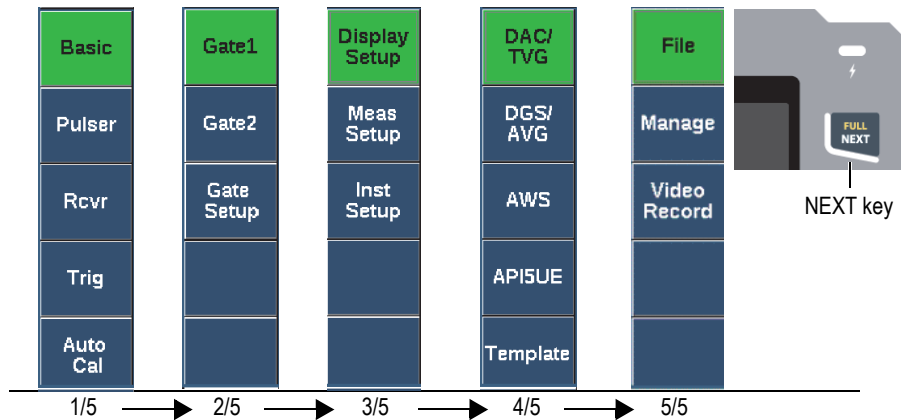 Basic
Pulser
Rcvr
Trig
Auto
Cal
Gate1
Gate2
Gate
Setup
Display
Setup
Meas
Setup
Inst
Setup
DAC/
TVG
DGS/
AVG
AWS
API5UE
Template
File
Manage
Video
Record
FULL
NEXT
NEXT key
1/5
2/5
3/5
4/5
5/5